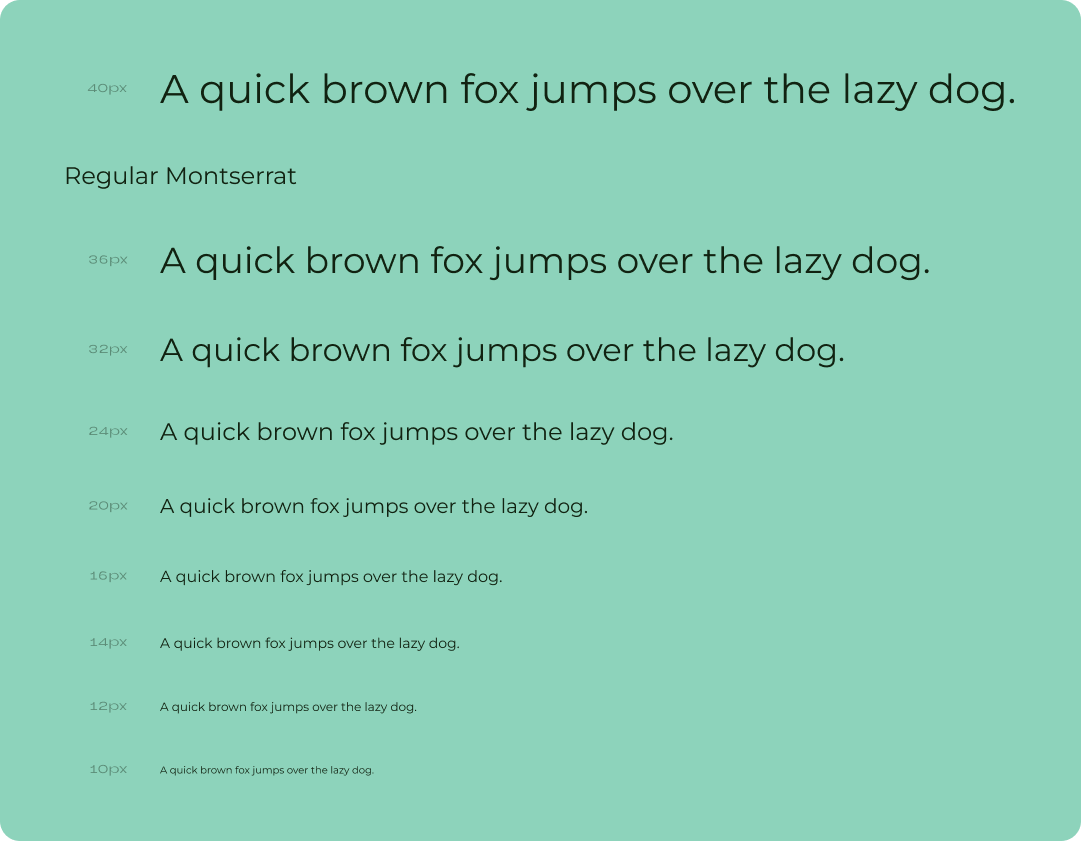 40px A quick brown fox jumps over the lazy dog.
Regular Montserrat
36px A quick brown fox jumps over the lazy dog.
32px A quick brown fox jumps over the lazy dog.
24px A quick brown fox jumps over the lazy dog.
20px A quick brown fox jumps over the lazy dog.
16px A quick brown fox jumps over the lazy dog.
14px A quick brown fox jumps over the lazy dog.
12px A quick brown fox jumps over the lazy dog.
10px A quick brown fox jumps over the lazy dog.